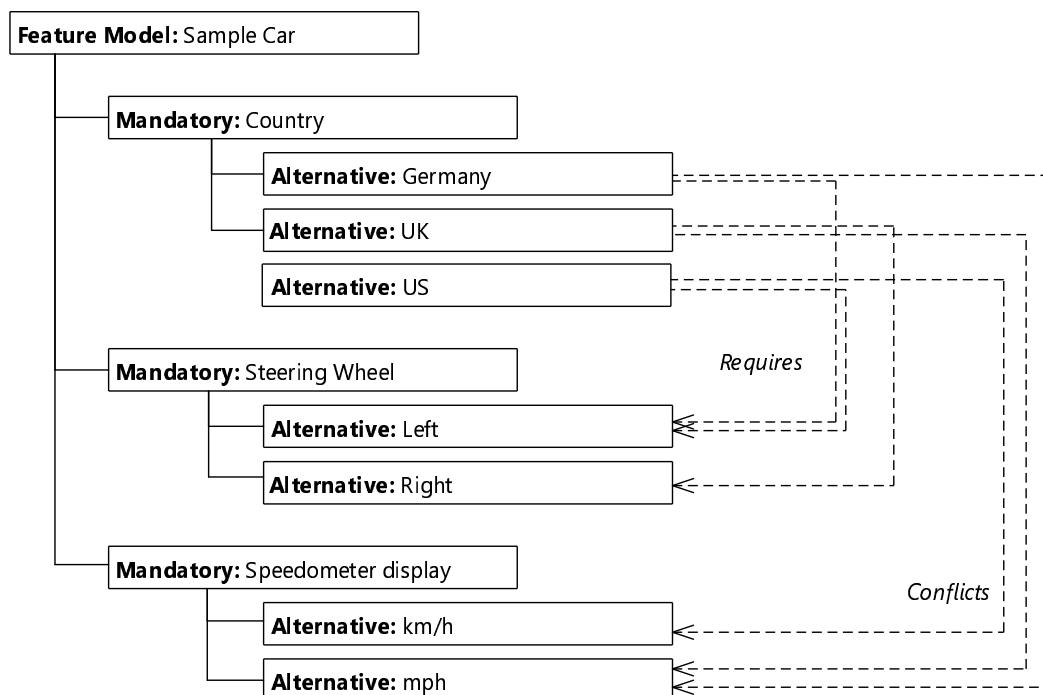 Feature Model: Sample Car
Mandatory: Country
Alternative: Germany
Alternative: UK
Alternative: US
Requires
Mandatory: Steering Wheel
Alternative: Left
Alternative: Right
Mandatory: Speedometer display
Conflicts
Alternative: km/h
Alternative: mph